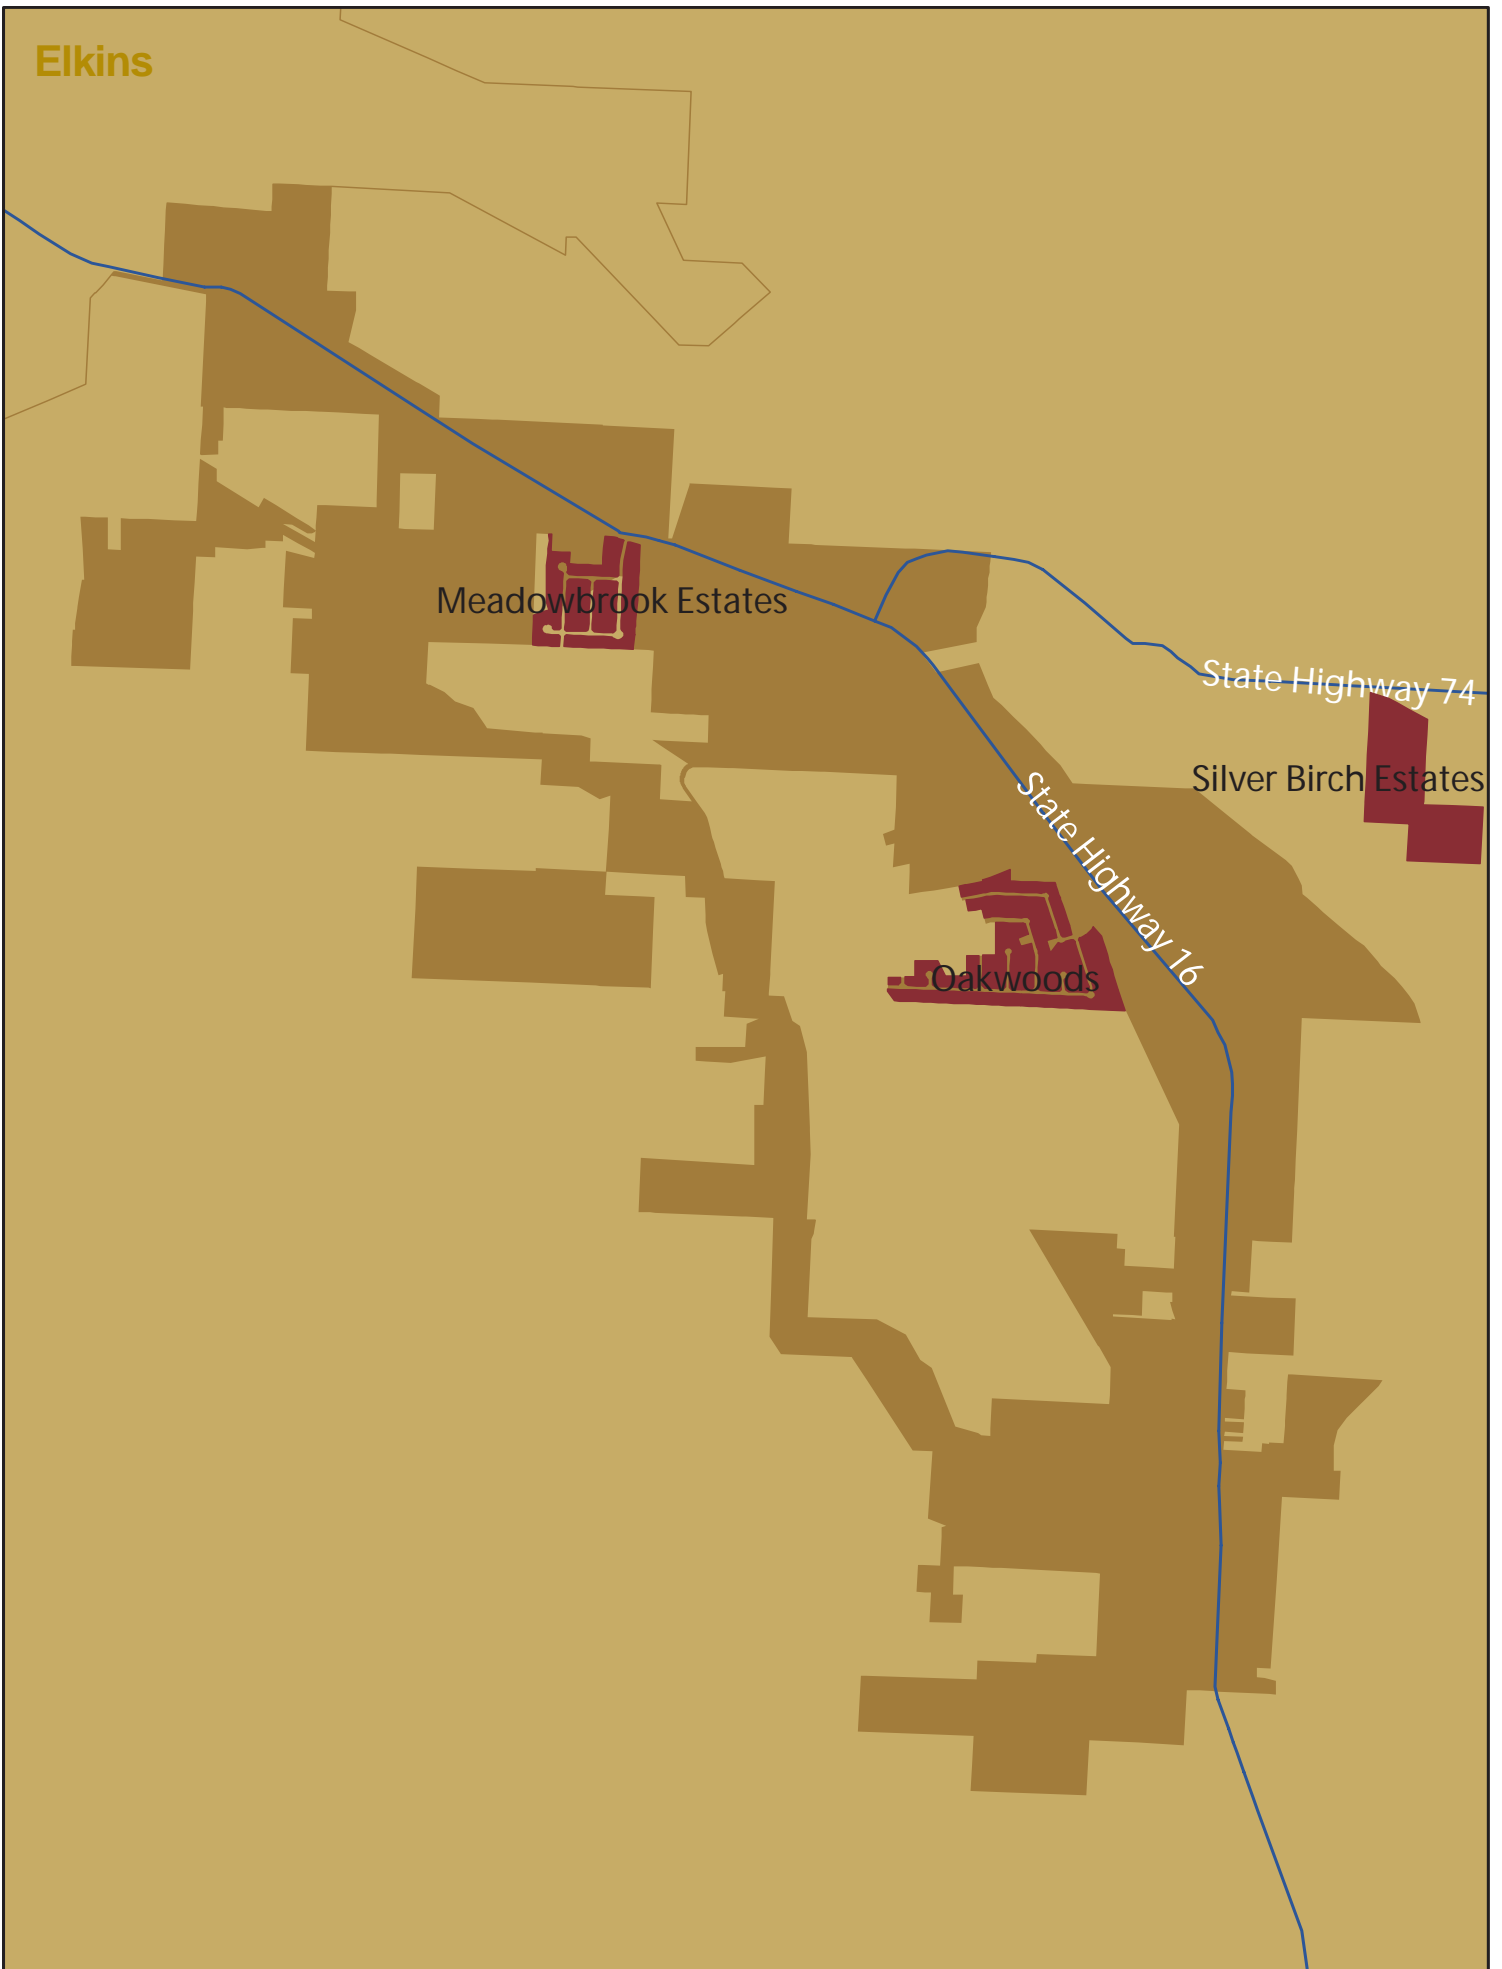 Elkins
Meadowbrook Estates
State Highway 74
Silver Birch Estates
State Highway 16
Oakwoods